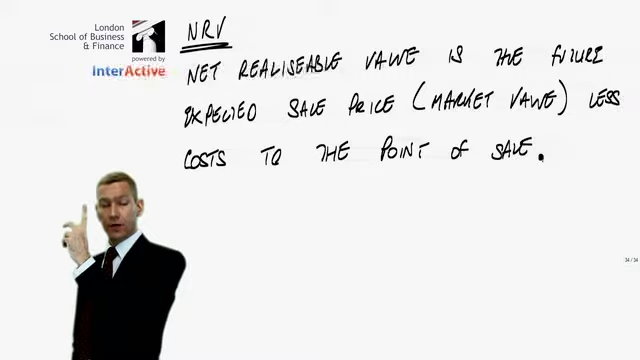 London
School of Business
& Finance
powered by
InterActive
NRV
NET REALISEABLE VALUE IS THE FUTURE
EXPECTED SALE PRICE (MARKET VALUE) LESS
COSTS TO THE POINT OF SALE.
34 / 34